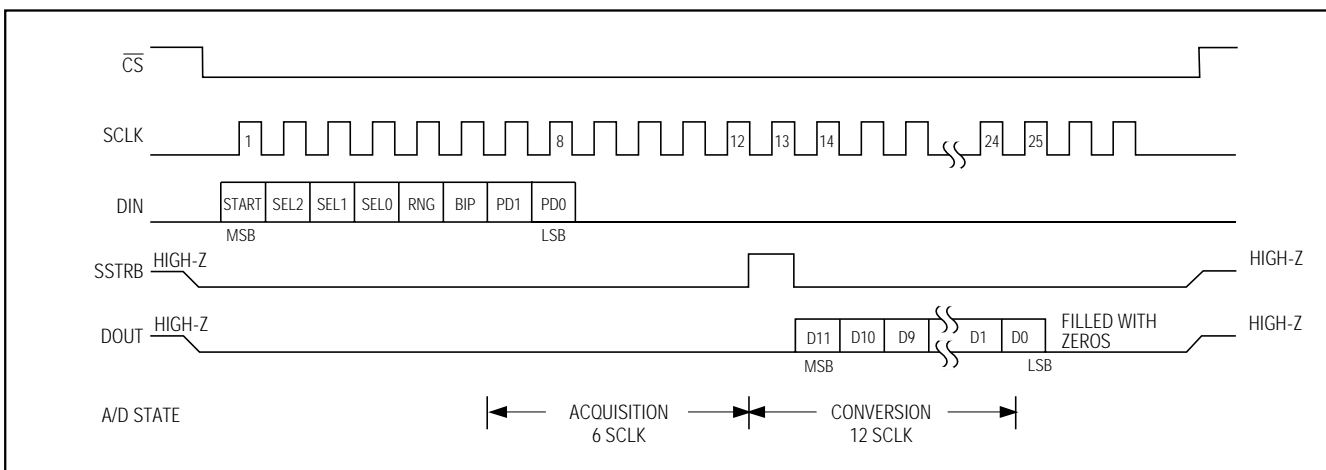 CS
SCLK
1 8 12 13 14 24 25
DIN
START SEL2 SEL1 SEL0 RNG BIP PD1 PD0
MSB LSB
SSTRB HIGH-Z HIGH-Z
DOUT HIGH-Z D11 D10 D9 D1 D0 FILLED WITH ZEROS HIGH-Z
MSB LSB
A/D STATE
ACQUISITION
6 SCLK
CONVERSION
12 SCLK